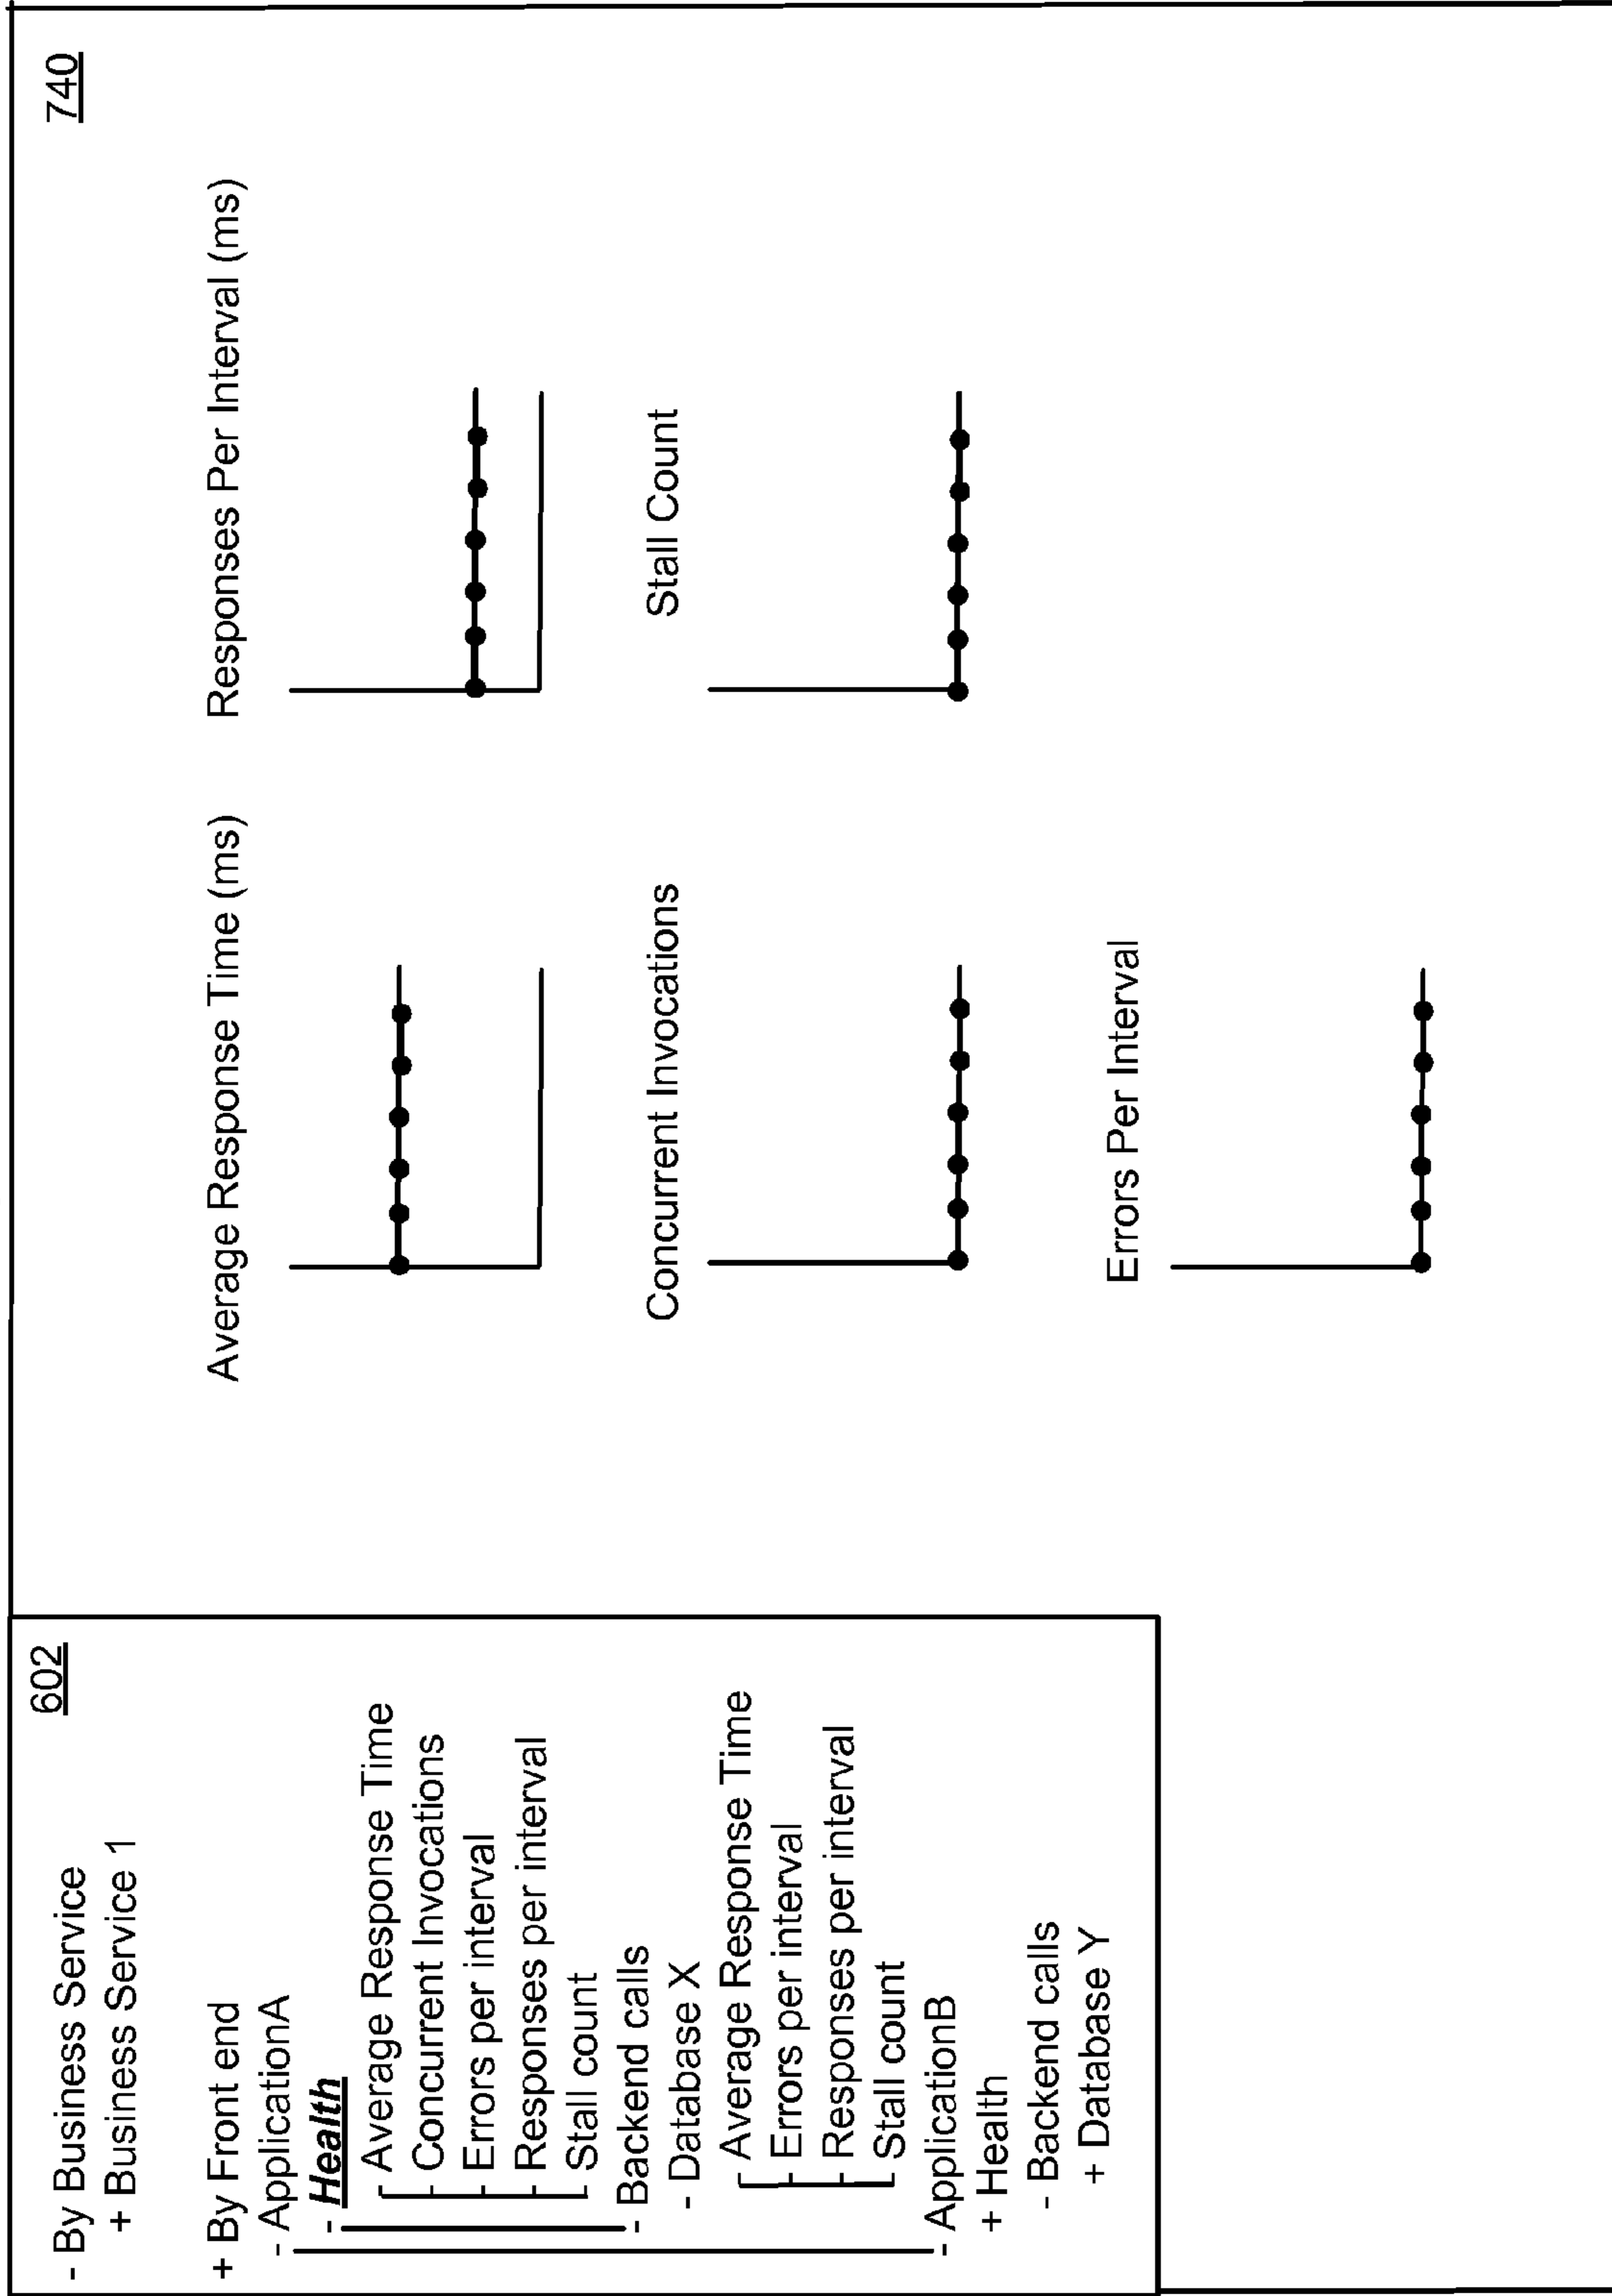 602
- By Business Service
+ Business Service 1
+ By Front end
- ApplicationA
- Health
Average Response Time
Concurrent Invocations
Errors per interval
Responses per interval
Stall count
- Backend calls
- Database X
Average Response Time
Errors per interval
Responses per interval
Stall count
- ApplicationB
+ Health
- Backend calls
+ Database Y
740
Average Response Time (ms)
Responses Per Interval (ms)
Concurrent Invocations
Stall Count
Errors Per Interval